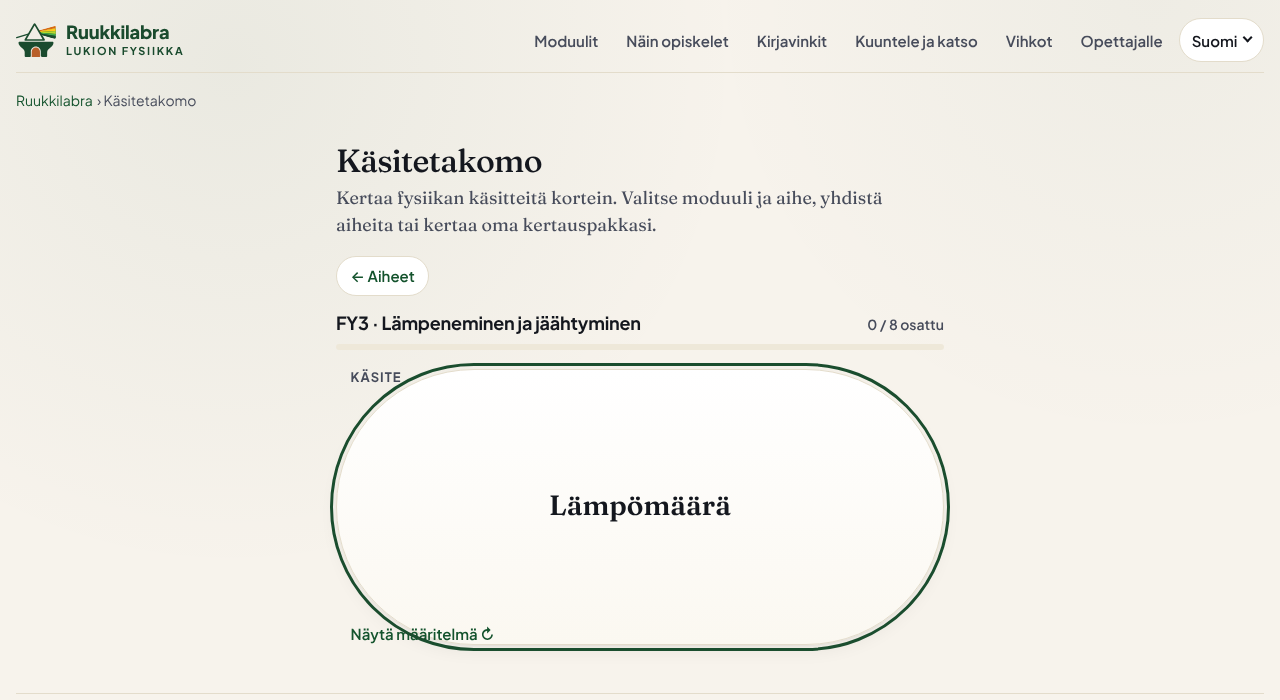 Ruukkilabra
LUKION FYSIIKKA
Moduulit Näin opiskelet Kirjavinkit Kuuntele ja katso Vihkot Opettajalle Suomi
Ruukkilabra › Käsitetakomo
Käsitetakomo
Kertaa fysiikan käsitteitä kortein. Valitse moduuli ja aihe, yhdistä
aiheita tai kertaa oma kertauspakkasi.
← Aiheet
FY3 · Lämpeneminen ja jäähtyminen 0 / 8 osattu
KÄSITE
Lämpömäärä
Näytä määritelmä ↻